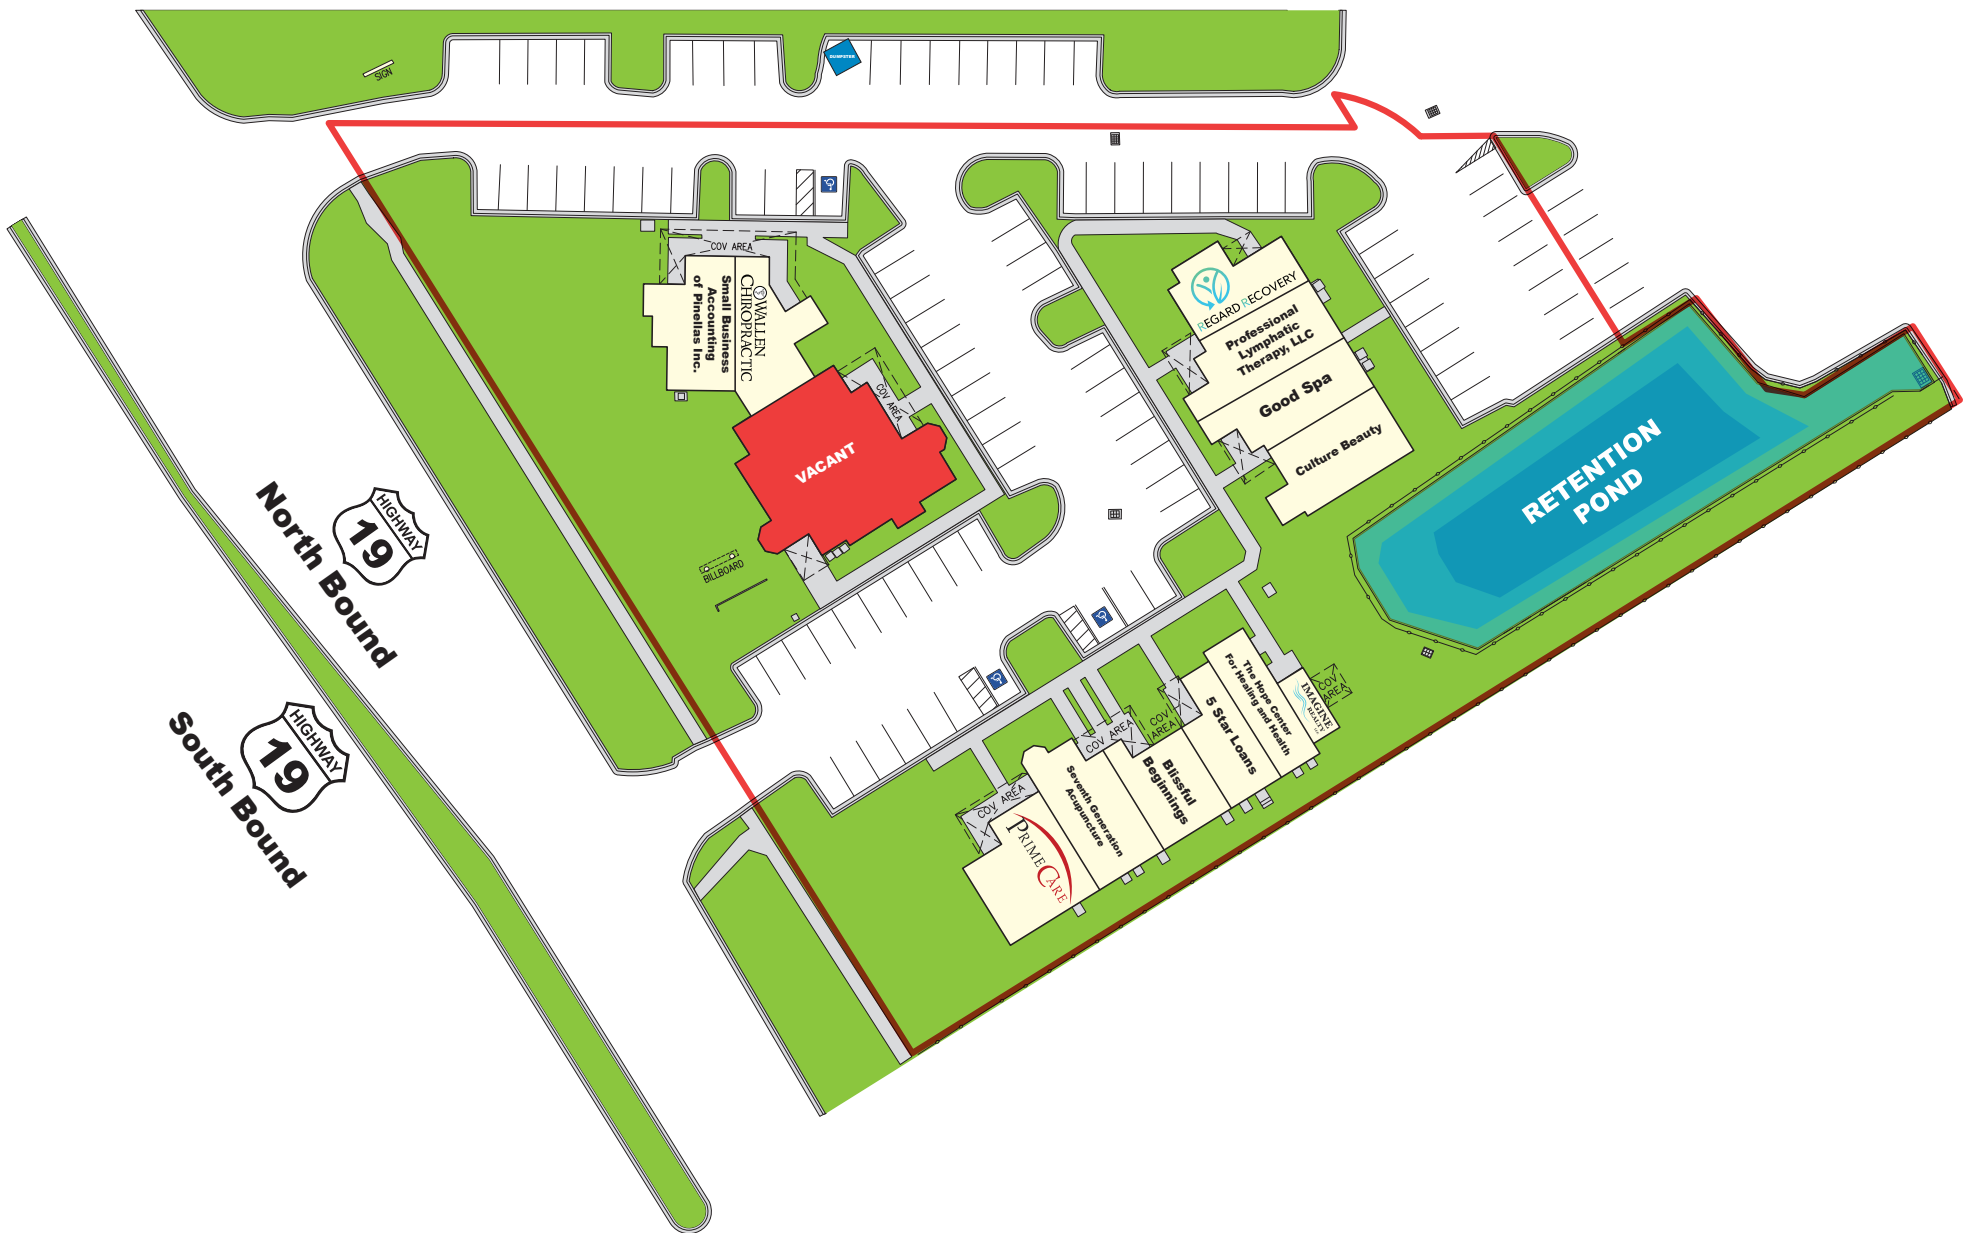 SIGN
DUMPSTER
COV AREA
WALLEN
CHIROPRACTIC
Small Business
Accounting
of Pinellas Inc.
COV AREA
VACANT
BILLBOARD
REGARD RECOVERY
Professional
Lymphatic
Therapy, LLC
Good Spa
Culture Beauty
RETENTION
POND
HIGHWAY
19
North Bound
HIGHWAY
19
South Bound
The Hope Center
For Healing and Health
IMAGINE
REALTY
COV
AREA
5 Star Loans
COV
AREA
COV AREA
Blissful
Beginnings
Seventh Generation
Acupuncture
COV AREA
PRIMECARE